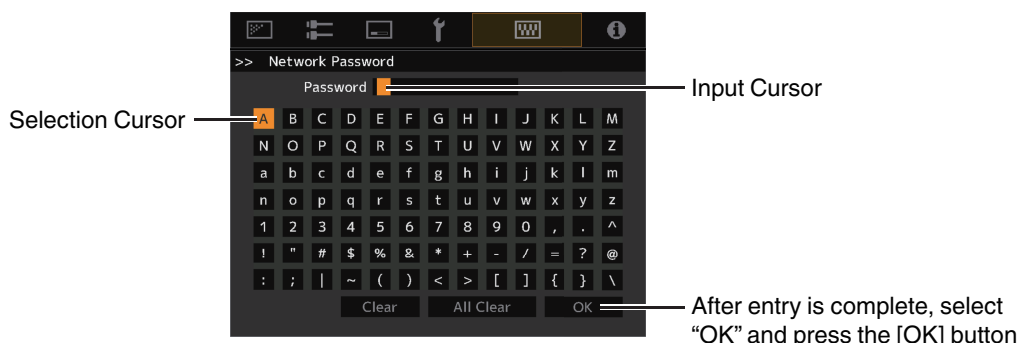 >> Network Password
Password
Input Cursor
Selection Cursor
A B C D E F G H I J K L M
N O P Q R S T U V W X Y Z
a b c d e f g h i j k l m
n o p q r s t u v w x y z
1 2 3 4 5 6 7 8 9 0 , . ^
! " # $ % & * + - / = ? @
: ; | ~ ( ) < > [ ] { } \
Clear All Clear OK
After entry is complete, select
“OK” and press the [OK] button